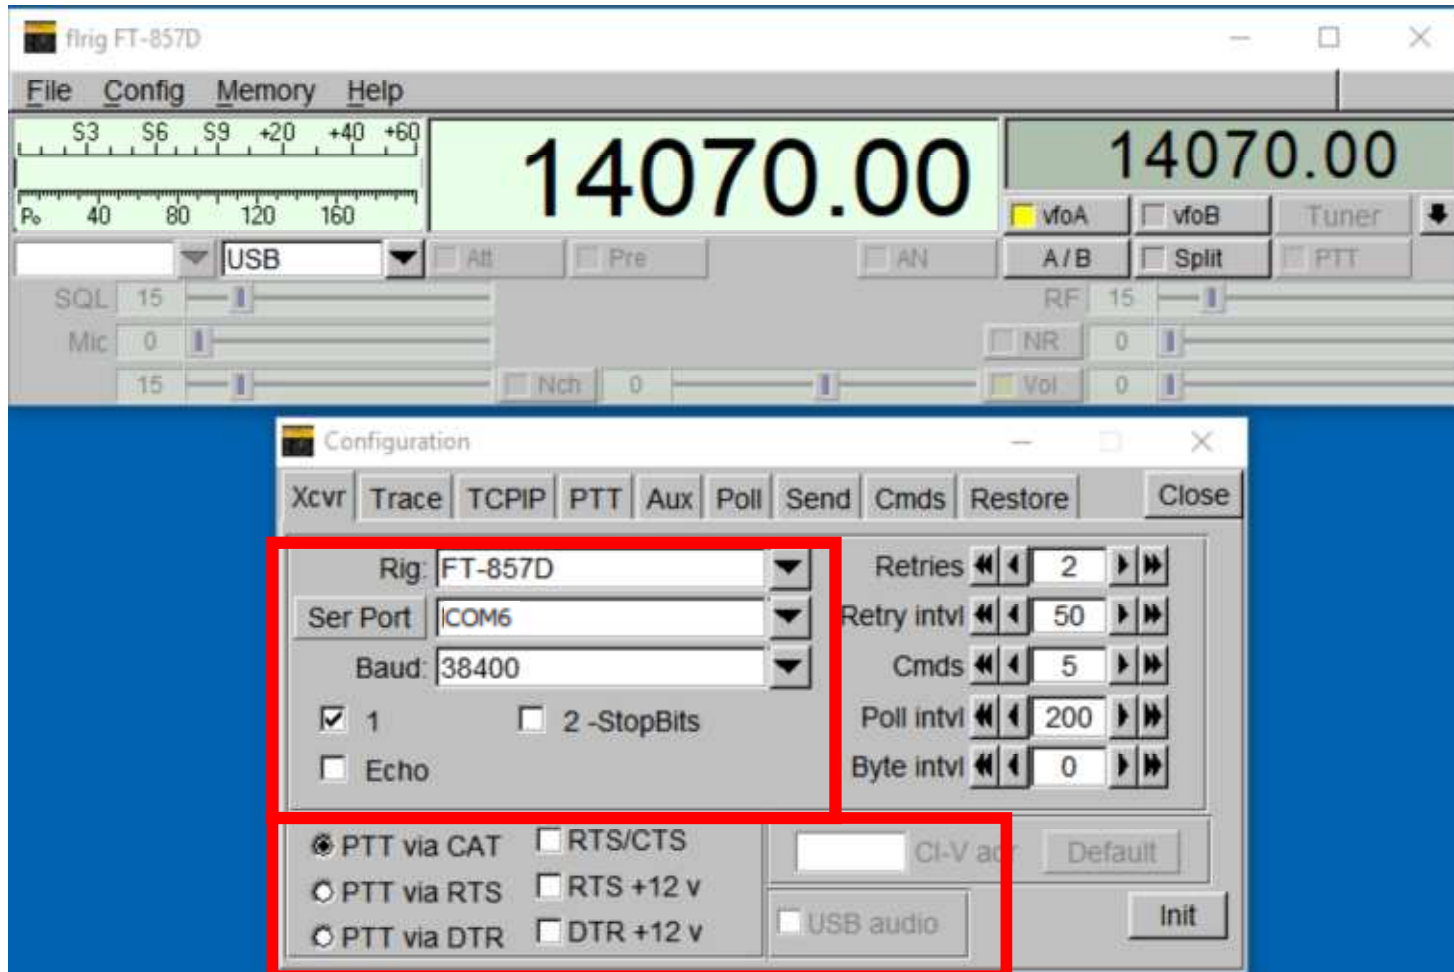 flrig FT-857D
File Config Memory Help
S3 S6 S9 +20 +40 +60
Po 40 80 120 160
14070.00
14070.00
vfoA vfoB Tuner
USB Att Pre AN A/B Split PTT
SQL 15 RF 15
Mic 0 NR 0
15 Nch 0 Vol 0
Configuration
Xcvr Trace TCPIP PTT Aux Poll Send Cmds Restore Close
Rig: FT-857D Retries 2
Ser Port COM6 Retry intvl 50
Baud: 38400 Cmds 5
1 2 -StopBits Poll intvl 200
Echo Byte intvl 0
PTT via CAT RTS/CTS CI-V adr Default
PTT via RTS RTS +12 v
PTT via DTR DTR +12 v USB audio Init